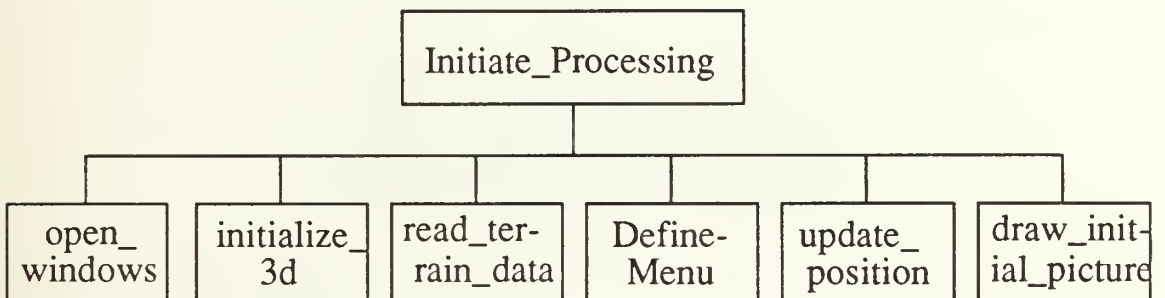 Initiate_Processing
open_
windows
initialize_
3d
read_ter-
rain_data
Define-
Menu
update_
position
draw_init-
ial_picture